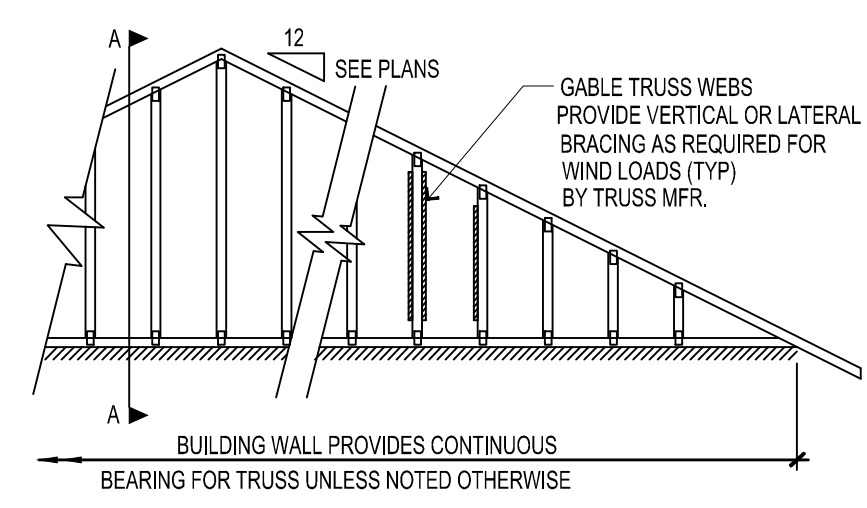 A
12
SEE PLANS
GABLE TRUSS WEBS
PROVIDE VERTICAL OR LATERAL
BRACING AS REQUIRED FOR
WIND LOADS (TYP)
BY TRUSS MFR.
A
BUILDING WALL PROVIDES CONTINUOUS
BEARING FOR TRUSS UNLESS NOTED OTHERWISE